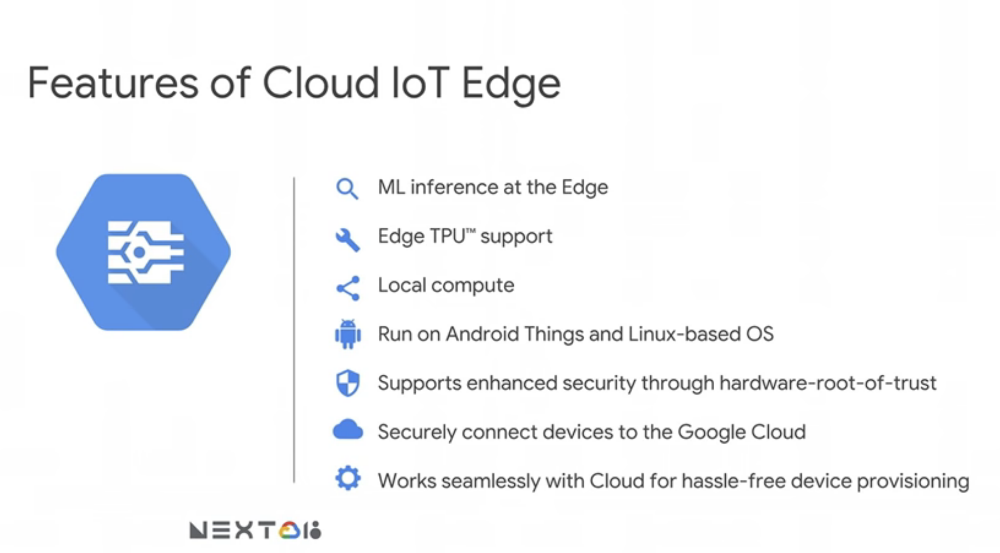 Features of Cloud IoT Edge
ML inference at the Edge
Edge TPU™ support
Local compute
Run on Android Things and Linux-based OS
Supports enhanced security through hardware-root-of-trust
Securely connect devices to the Google Cloud
Works seamlessly with Cloud for hassle-free device provisioning
NEXT 18